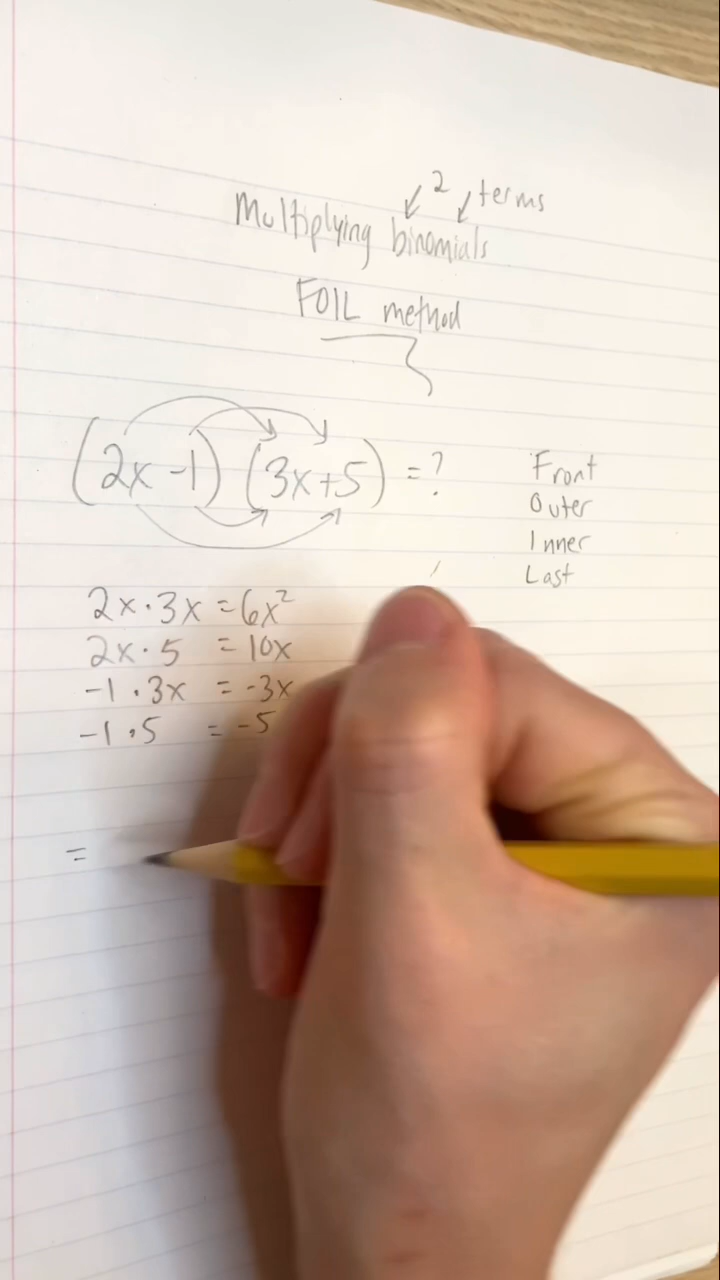 2 terms
Multiplying binomials
FOIL method
(2x-1)(3x+5) =?
Front
Outer
Inner
Last
2x·3x =6x²
2x·5 =10x
-1·3x =-3x
-1·5 =-5
=